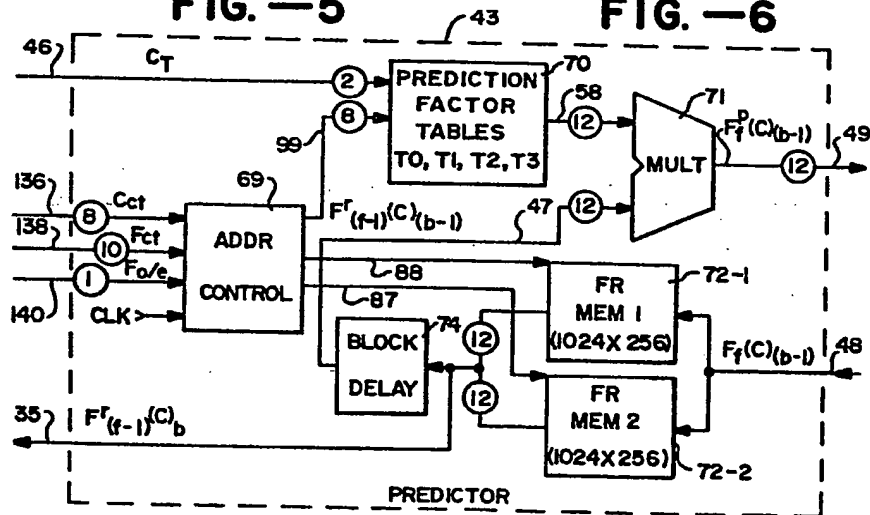 FIG. —5
FIG. —6
43
46
C_T
2
PREDICTION
FACTOR
TABLES
T0, T1, T2, T3
70
8
99
58
12
71
MULT
F^P_f(C)(b-1)
12
49
136
8
Cct
69
138
10
Fct
ADDR
CONTROL
F^r_(f-1)(C)(b-1)
47
12
140
1
F_o/e
CLK
88
87
FR
MEM 1
(1024X256)
72-1
74
BLOCK
DELAY
12
12
F_f(C)(b-1)
48
FR
MEM 2
(1024X256)
72-2
35
F^r_(f-1)(C)_b
PREDICTOR